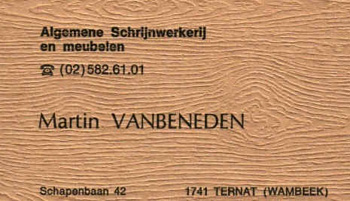 Algemene Schrijnwerkerij
en meubelen
☎ (02)582.61.01
Martin VANBENEDEN
Schapenbaan 42 1741 TERNAT (WAMBEEK)